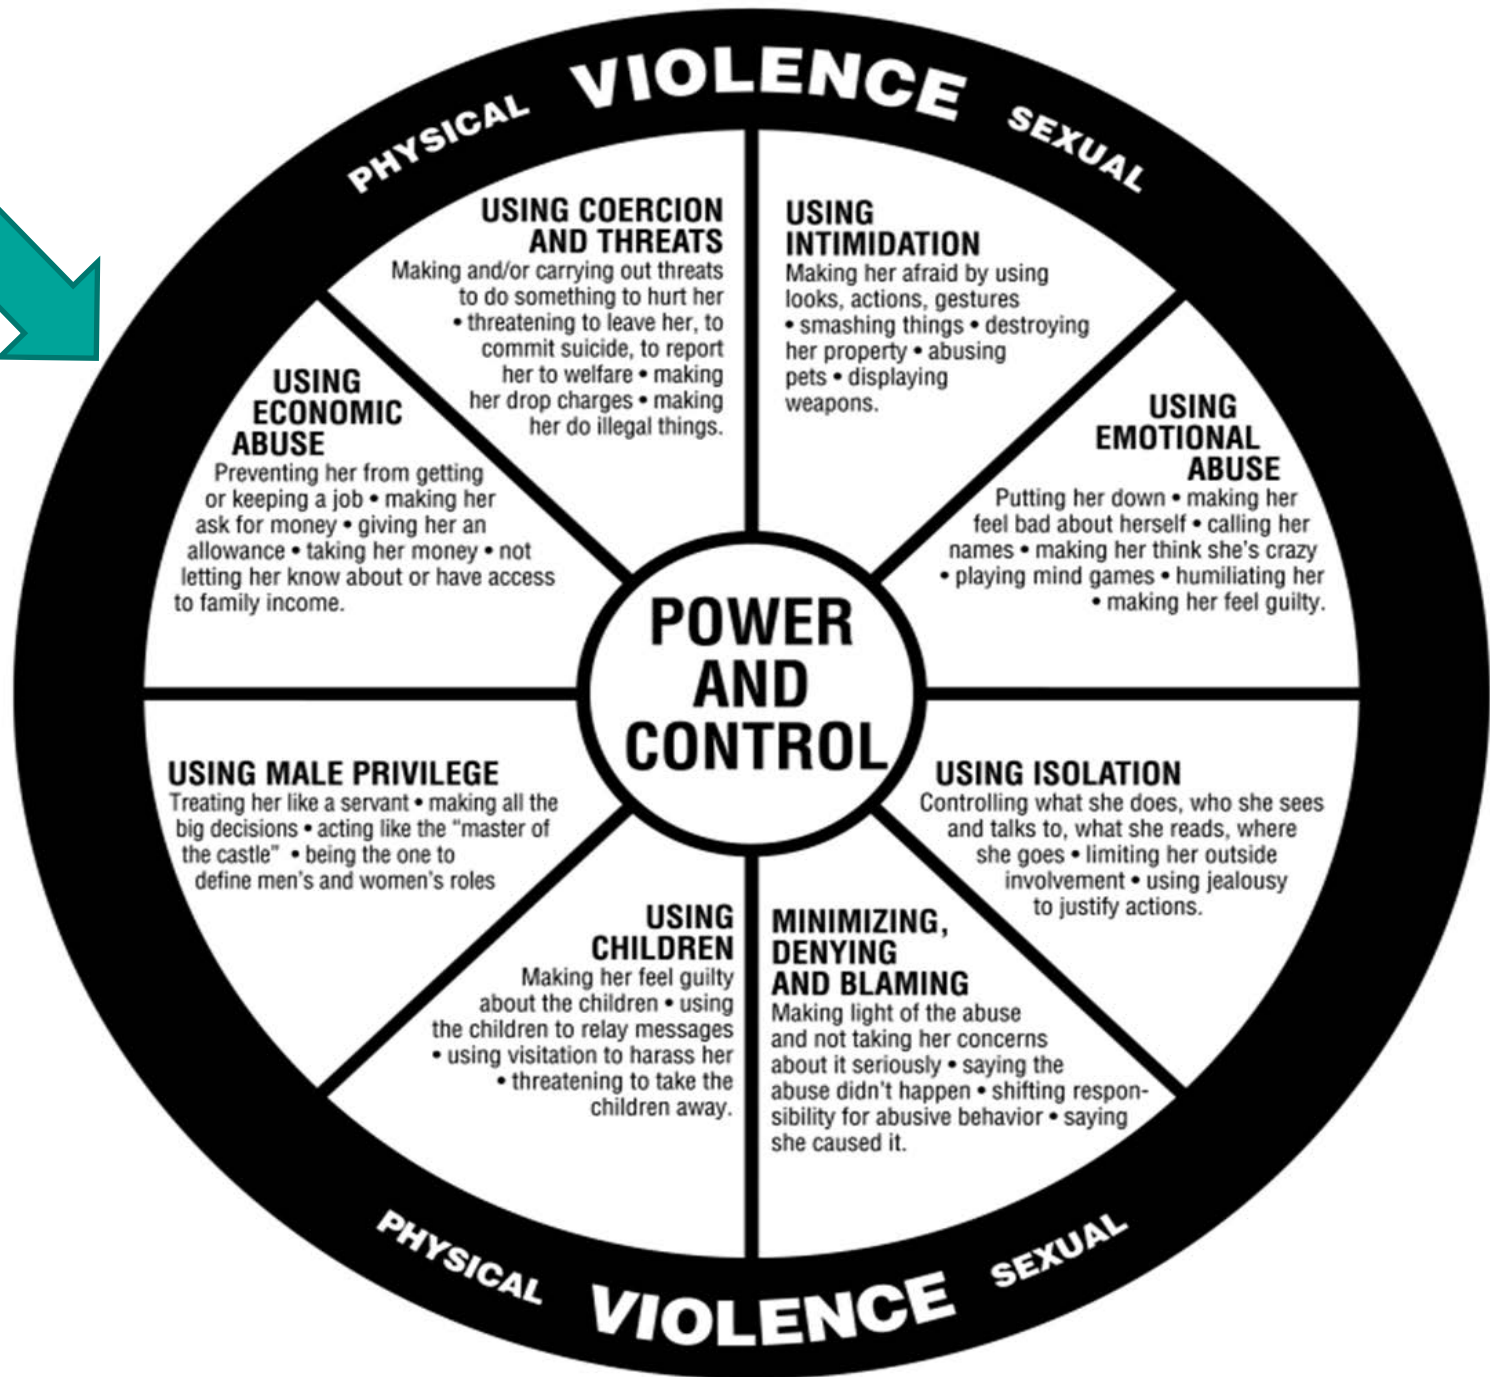 PHYSICAL VIOLENCE SEXUAL
USING COERCION
AND THREATS
Making and/or carrying out threats
to do something to hurt her
• threatening to leave her, to
commit suicide, to report
her to welfare • making
her drop charges • making
her do illegal things.
USING
INTIMIDATION
Making her afraid by using
looks, actions, gestures
• smashing things • destroying
her property • abusing
pets • displaying
weapons.
USING
ECONOMIC
ABUSE
Preventing her from getting
or keeping a job • making her
ask for money • giving her an
allowance • taking her money • not
letting her know about or have access
to family income.
USING
EMOTIONAL
ABUSE
Putting her down • making her
feel bad about herself • calling her
names • making her think she's crazy
• playing mind games • humiliating her
• making her feel guilty.
POWER
AND
CONTROL
USING MALE PRIVILEGE
Treating her like a servant • making all the
big decisions • acting like the "master of
the castle" • being the one to
define men's and women's roles
USING ISOLATION
Controlling what she does, who she sees
and talks to, what she reads, where
she goes • limiting her outside
involvement • using jealousy
to justify actions.
USING
CHILDREN
Making her feel guilty
about the children • using
the children to relay messages
• using visitation to harass her
• threatening to take the
children away.
MINIMIZING,
DENYING
AND BLAMING
Making light of the abuse
and not taking her concerns
about it seriously • saying the
abuse didn't happen • shifting respon-
sibility for abusive behavior • saying
she caused it.
PHYSICAL VIOLENCE SEXUAL